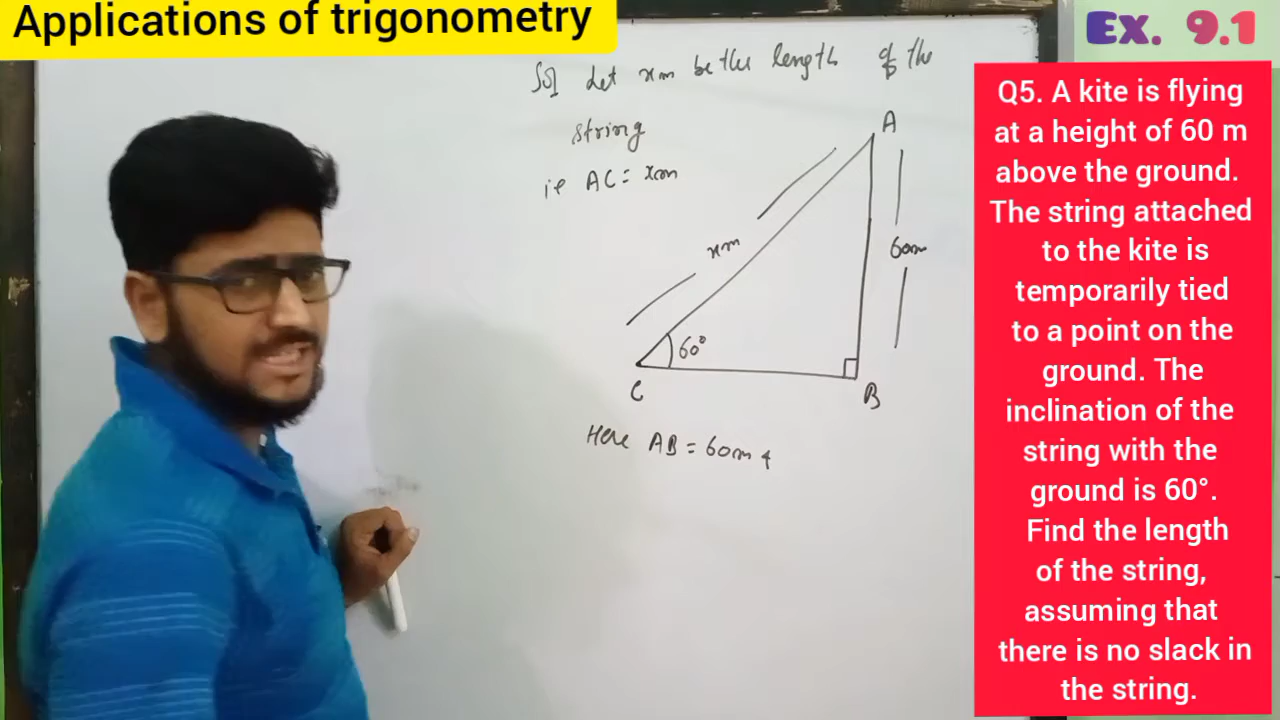 Applications of trigonometry
Ex. 9.1
Sol Let xm be the length of the
string
ie AC = xm
A
xm
60m
60°
C
B
Here AB = 60m &
Q5. A kite is flying
at a height of 60 m
above the ground.
The string attached
to the kite is
temporarily tied
to a point on the
ground. The
inclination of the
string with the
ground is 60°.
Find the length
of the string,
assuming that
there is no slack in
the string.